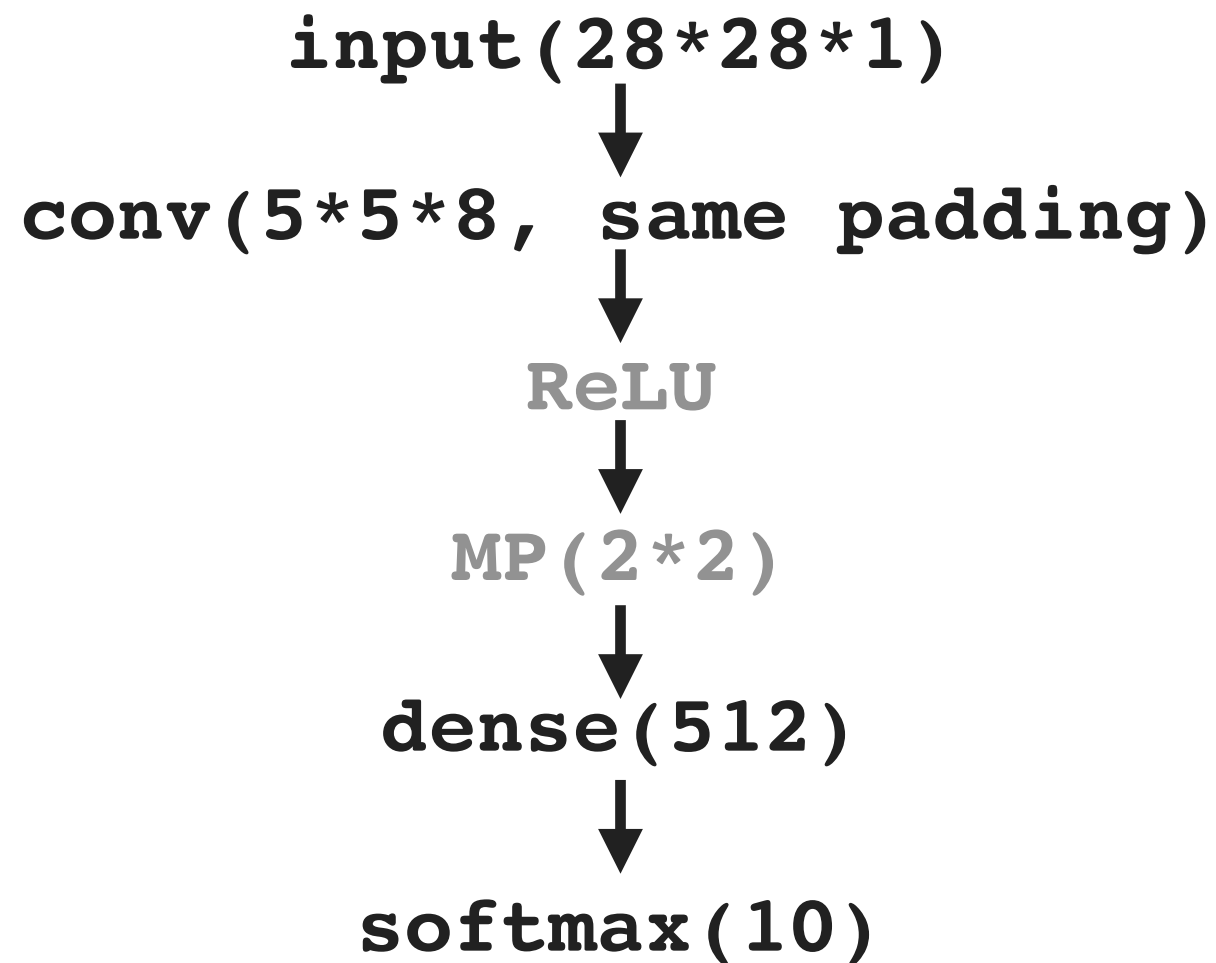 input(28*28*1)
conv(5*5*8, same padding)
ReLU
MP(2*2)
dense(512)
softmax(10)